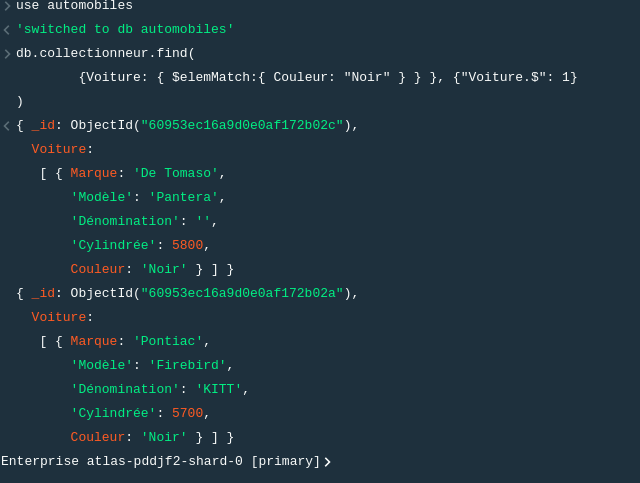 use automobiles
'switched to db automobiles'
db.collectionneur.find(
{Voiture: { $elemMatch:{ Couleur: "Noir" } } }, {"Voiture.$": 1}
)
{ _id: ObjectId("60953ec16a9d0e0af172b02c"),
Voiture:
[ { Marque: 'De Tomaso',
'Modèle': 'Pantera',
'Dénomination': '',
'Cylindrée': 5800,
Couleur: 'Noir' } ] }
{ _id: ObjectId("60953ec16a9d0e0af172b02a"),
Voiture:
[ { Marque: 'Pontiac',
'Modèle': 'Firebird',
'Dénomination': 'KITT',
'Cylindrée': 5700,
Couleur: 'Noir' } ] }
Enterprise atlas-pddjf2-shard-0 [primary]>